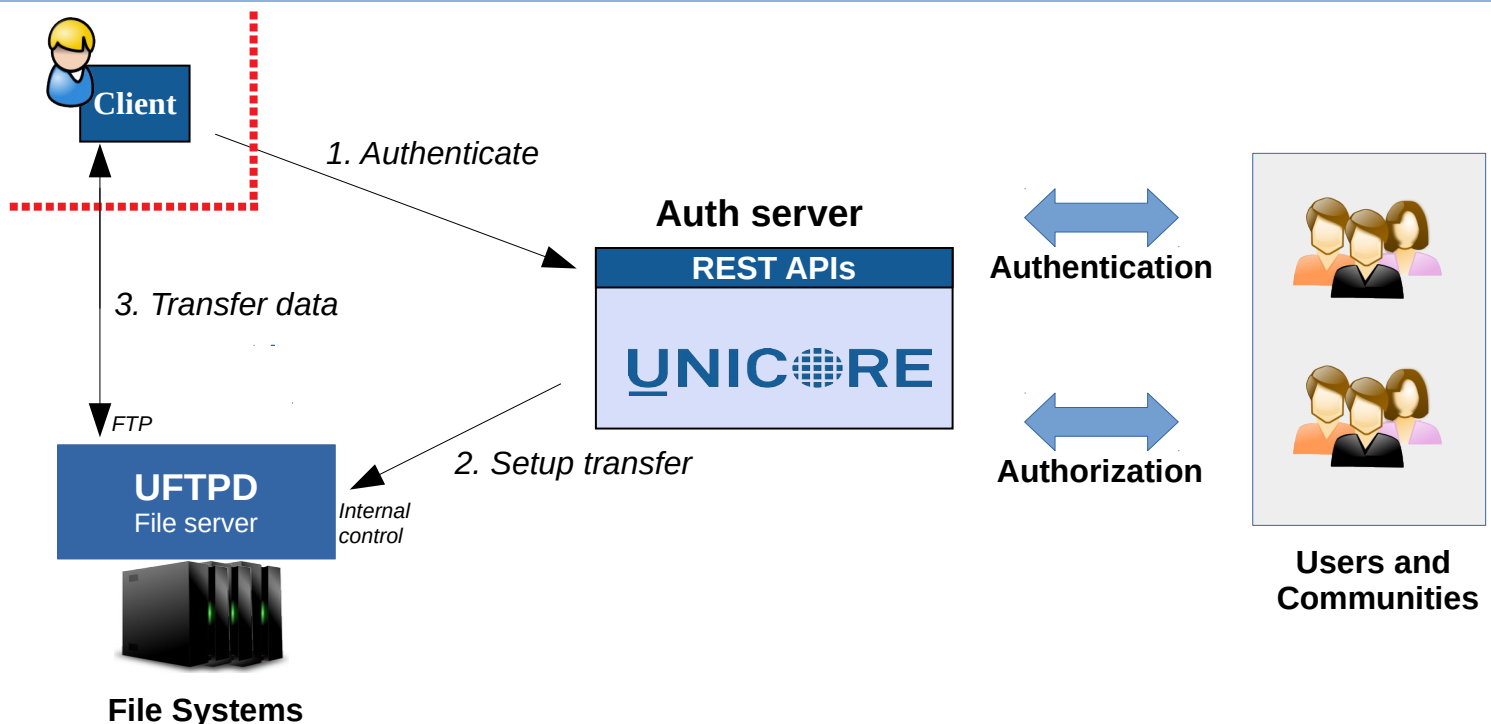 Client
1. Authenticate
Auth server
REST APIs
Authentication
3. Transfer data
UNICORE
FTP
2. Setup transfer
Authorization
UFTPD
File server
Internal
control
Users and
Communities
File Systems